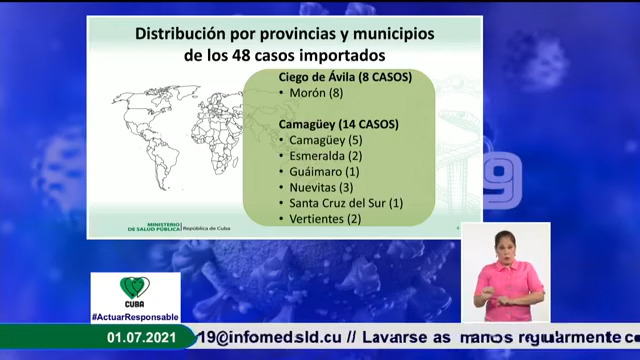 Distribución por provincias y municipios
de los 48 casos importados
Ciego de Ávila (8 CASOS)
• Morón (8)
Camagüey (14 CASOS)
• Camagüey (5)
• Esmeralda (2)
• Guáimaro (1)
• Nuevitas (3)
• Santa Cruz del Sur (1)
• Vertientes (2)
MINISTERIO
DE SALUD PÚBLICA
República de Cuba
4
9
CUBA
#ActuarResponsable
01.07.2021
19@infomed.sld.cu // Lavarse as manos regularmente c